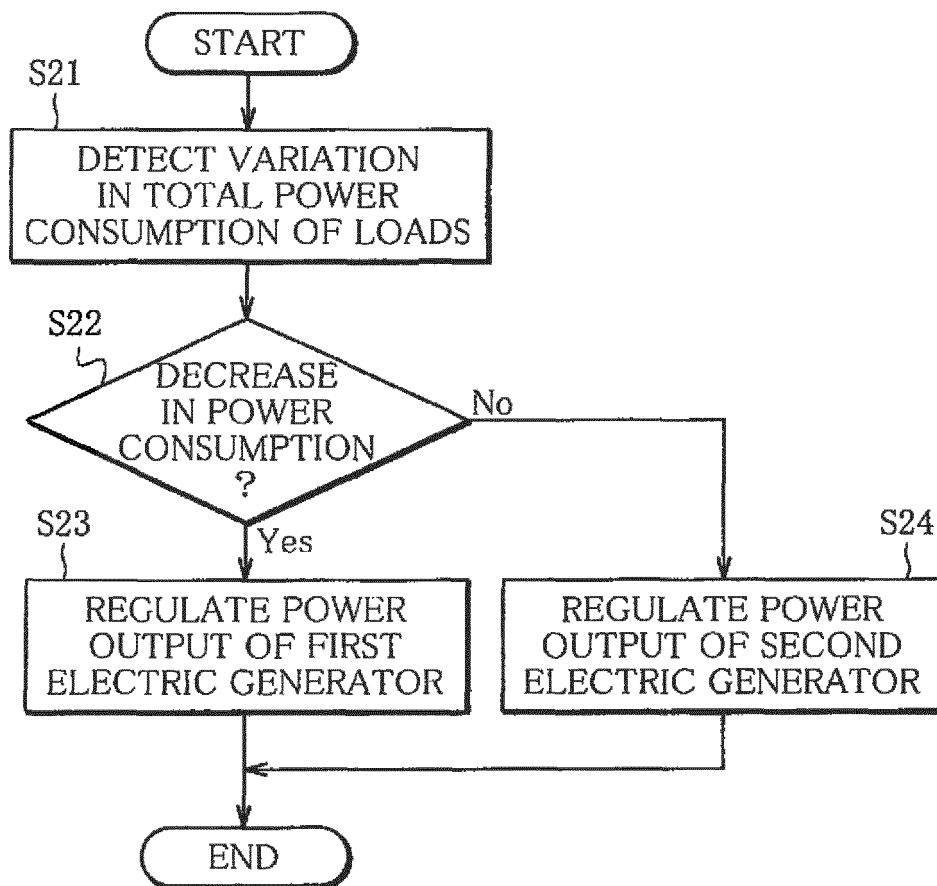 START
S21
DETECT VARIATION
IN TOTAL POWER
CONSUMPTION OF LOADS
S22
DECREASE
IN POWER
CONSUMPTION
?
No
Yes
S23
REGULATE POWER
OUTPUT OF FIRST
ELECTRIC GENERATOR
S24
REGULATE POWER
OUTPUT OF SECOND
ELECTRIC GENERATOR
END